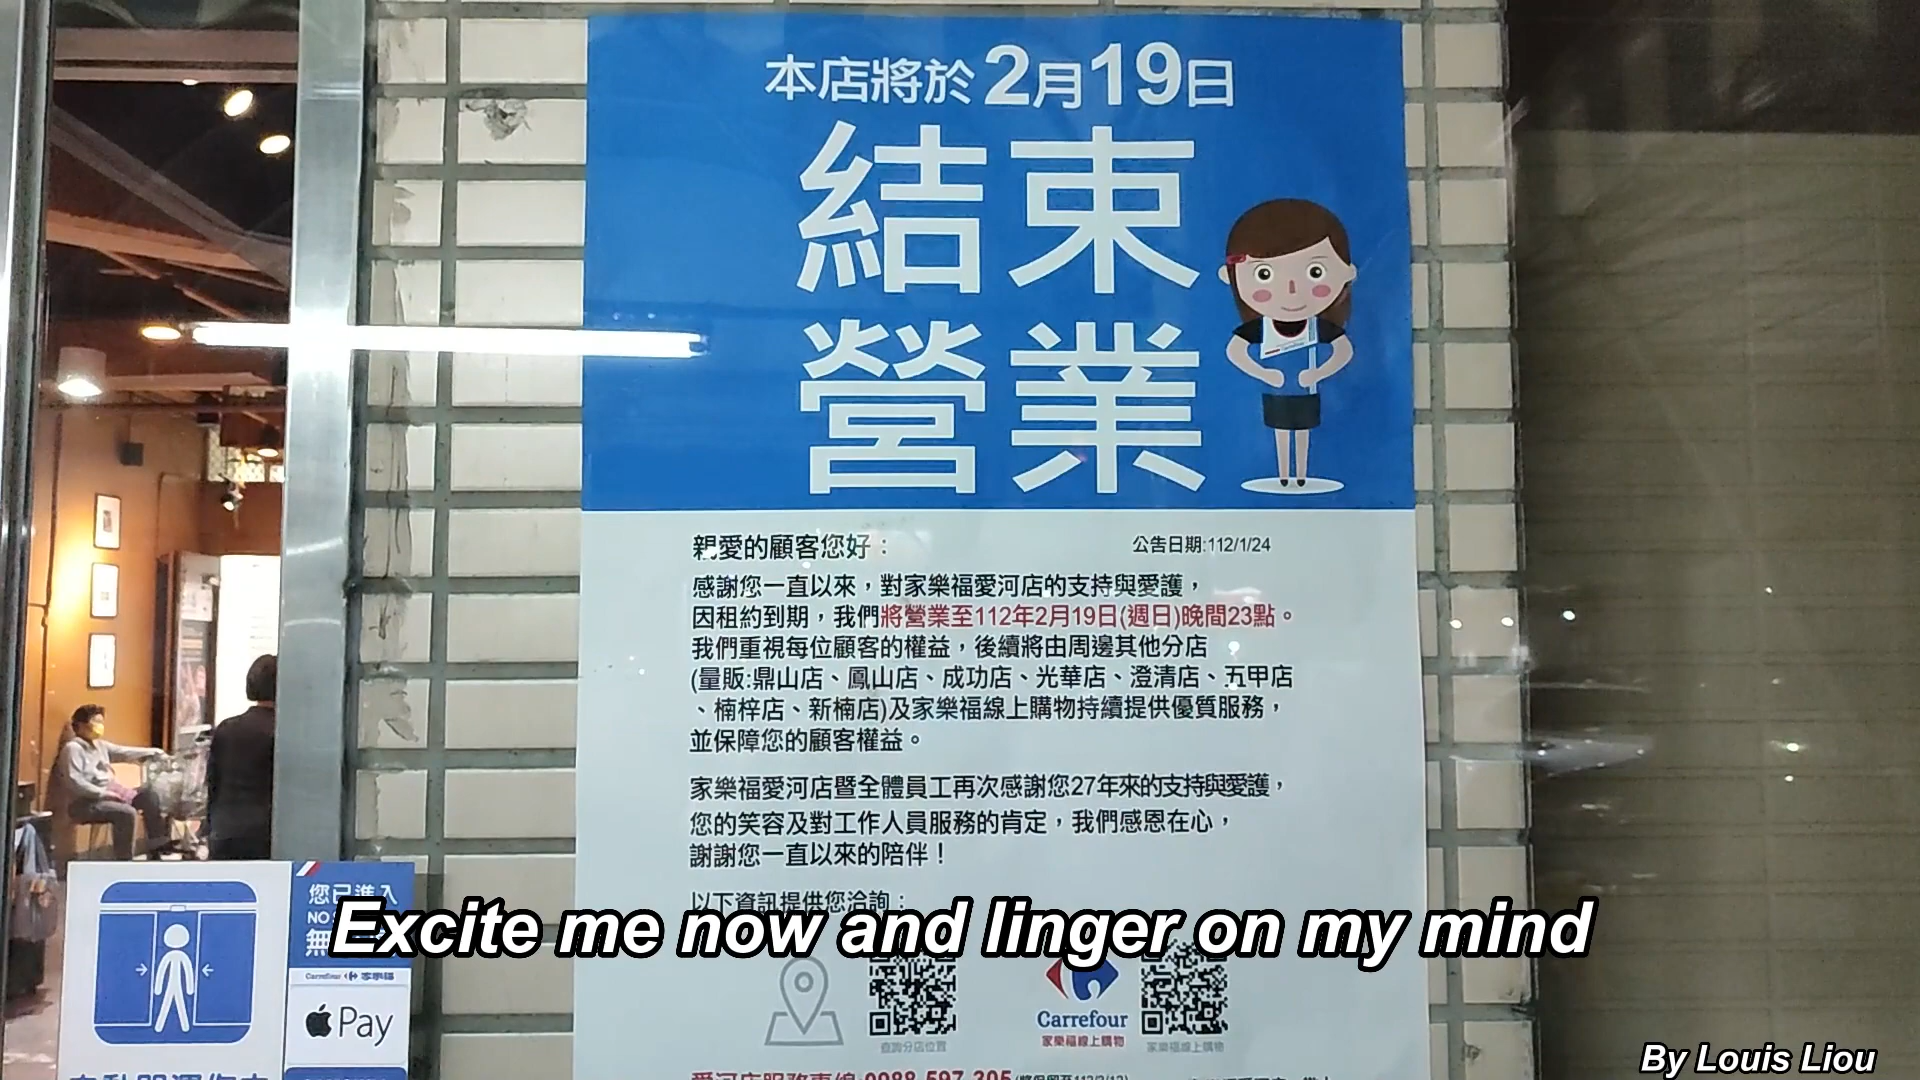 本店將於2月19日
結束
營業
親愛的顧客您好：
公告日期:112/1/24
感謝您一直以來，對家樂福愛河店的支持與愛護，
因租約到期，我們將營業至112年2月19日(週日)晚間23點。
我們重視每位顧客的權益，後續將由周邊其他分店
(量販:鼎山店、鳳山店、成功店、光華店、澄清店、五甲店
、楠梓店、新楠店)及家樂福線上購物持續提供優質服務，
並保障您的顧客權益。
家樂福愛河店暨全體員工再次感謝您27年來的支持與愛護，
您的笑容及對工作人員服務的肯定，我們感恩在心，
謝謝您一直以來的陪伴！
以下資訊提供您洽詢：
您已進入
NO
無
Excite me now and linger on my mind
Carrefour 家樂福
Pay
查詢分店位置
Carrefour
家樂福線上購物
家樂福線上購物
愛河店服務專線:0988-597-305
By Louis Liou